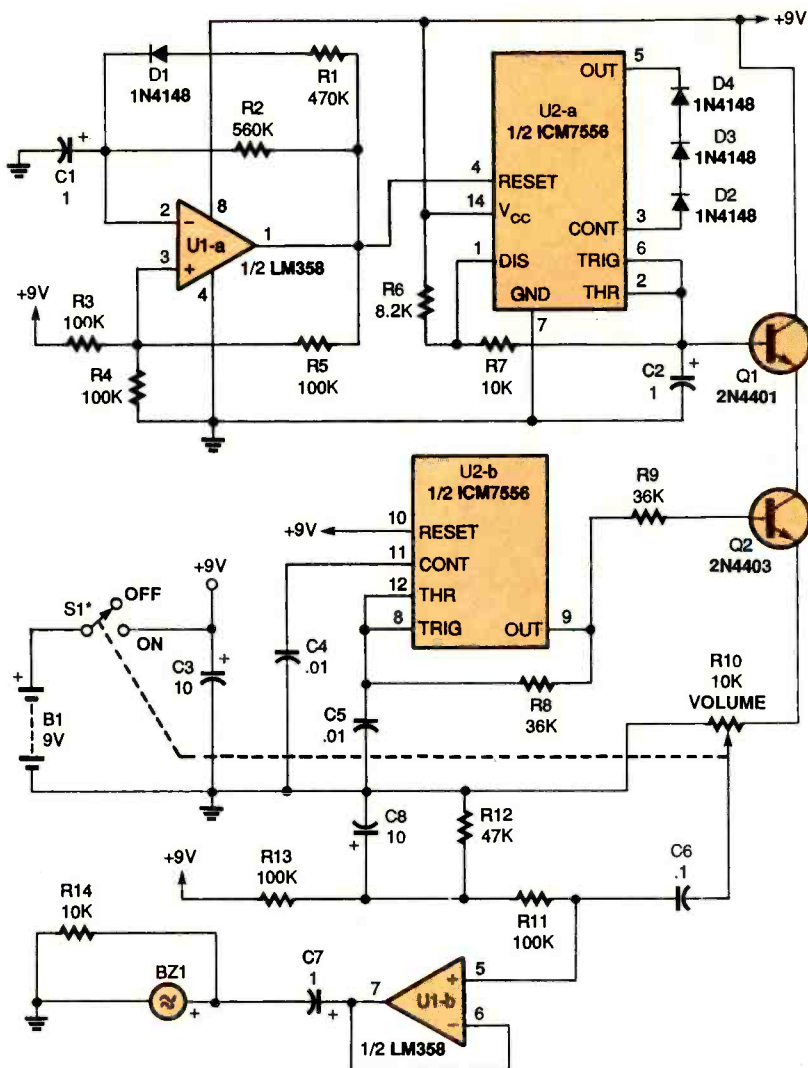 +9V
D1
1N4148
R1
470K
R2
560K
C1
1
+
2
−
8
U1-a
1
3
+
4
1/2 LM358
+9V
R3
100K
R4
100K
R5
100K
OUT
5
U2-a
1/2 ICM7556
4
RESET
14
VCC
1
DIS
GND
7
CONT
3
TRIG
6
THR
2
D4
1N4148
D3
1N4148
D2
1N4148
R6
8.2K
R7
10K
C2
1
+
Q1
2N4401
U2-b
1/2 ICM7556
+9V
10
RESET
11
CONT
12
THR
8
TRIG
OUT
9
R9
36K
Q2
2N4403
S1*
OFF
ON
+9V
C3
10
+
+
B1
9V
C4
.01
C5
.01
R8
36K
R10
10K
VOLUME
C8
10
+
R12
47K
+9V
R13
100K
R11
100K
C6
.1
R14
10K
BZ1
+
C7
1
+
7
U1-b
+
5
−
6
1/2 LM358